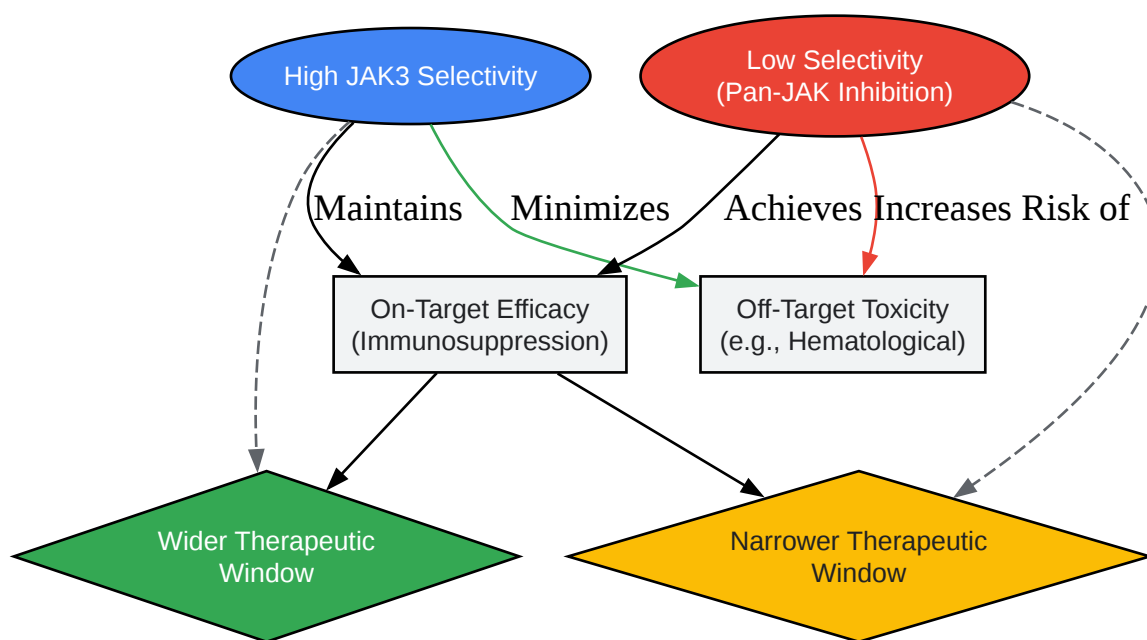 High JAK3 Selectivity
Low Selectivity
(Pan-JAK Inhibition)
Maintains
Minimizes
Achieves
Increases Risk of
On-Target Efficacy
(Immunosuppression)
Off-Target Toxicity
(e.g., Hematological)
Wider Therapeutic
Window
Narrower Therapeutic
Window